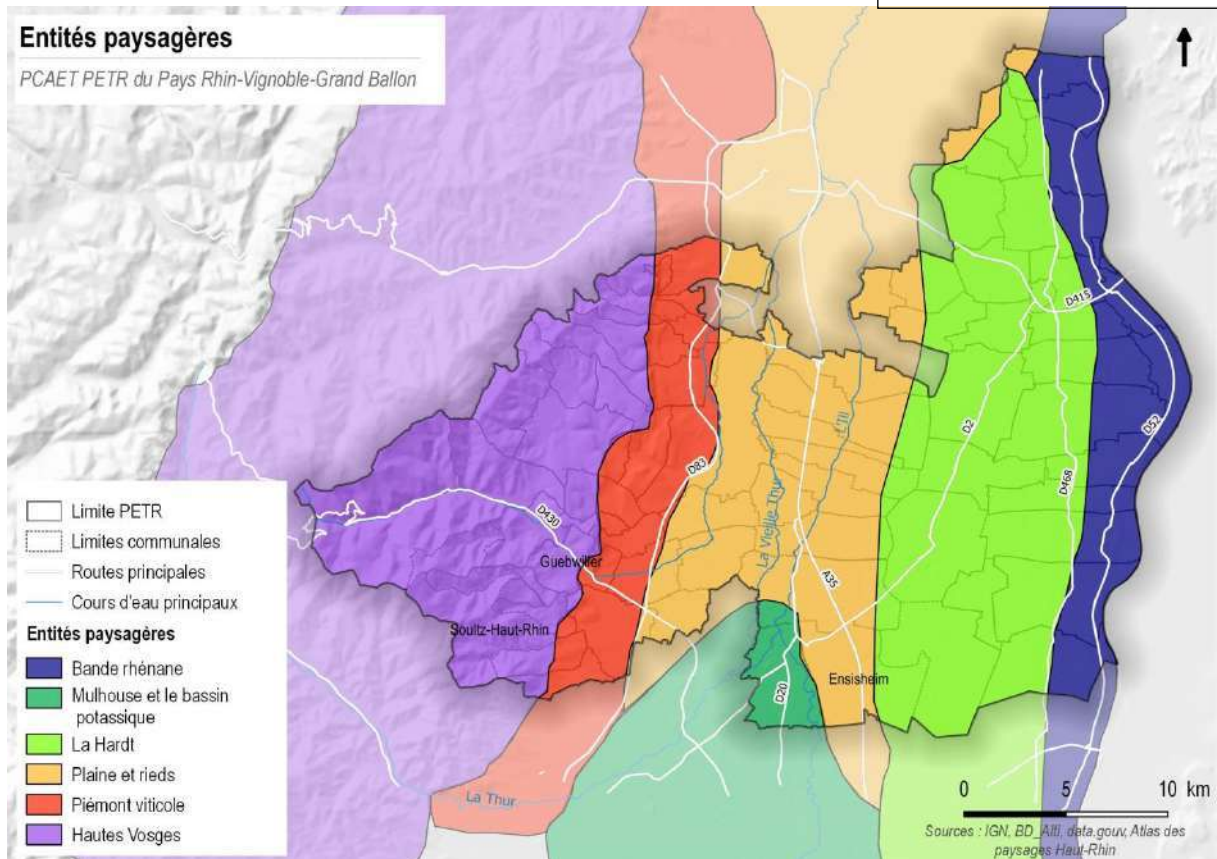 Entités paysagères
PCAET PETR du Pays Rhin-Vignoble-Grand Ballon
D415
D2
D52
L'Ill
D83
D468
La Vieille Thur
D430
Guebwiller
A35
Soultz-Haut-Rhin
Ensisheim
D20
La Thur
Limite PETR
Limites communales
Routes principales
Cours d'eau principaux
Entités paysagères
Bande rhénane
Mulhouse et le bassin
potassique
La Hardt
Plaine et rieds
Piémont viticole
Hautes Vosges
0 5 10 km
Sources : IGN, BD_Alti, data.gouv, Atlas des
paysages Haut-Rhin